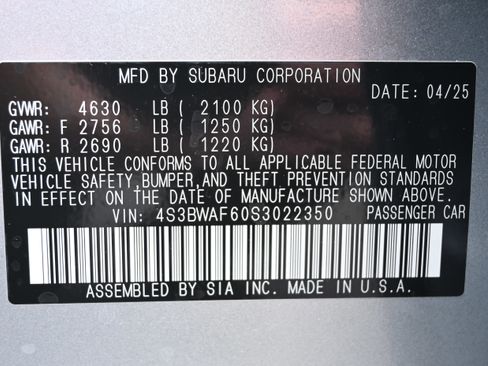 MFD BY SUBARU CORPORATION
DATE: 04/25
GVWR: 4630 LB ( 2100 KG)
GAWR: F 2756 LB ( 1250 KG)
GAWR: R 2690 LB ( 1220 KG)
THIS VEHICLE CONFORMS TO ALL APPLICABLE FEDERAL MOTOR
VEHICLE SAFETY,BUMPER,AND THEFT PREVENTION STANDARDS
IN EFFECT ON THE DATE OF MANUFACTURE SHOWN ABOVE.
VIN: 4S3BWAF60S3022350 PASSENGER CAR
ASSEMBLED BY SIA INC. MADE IN U.S.A.